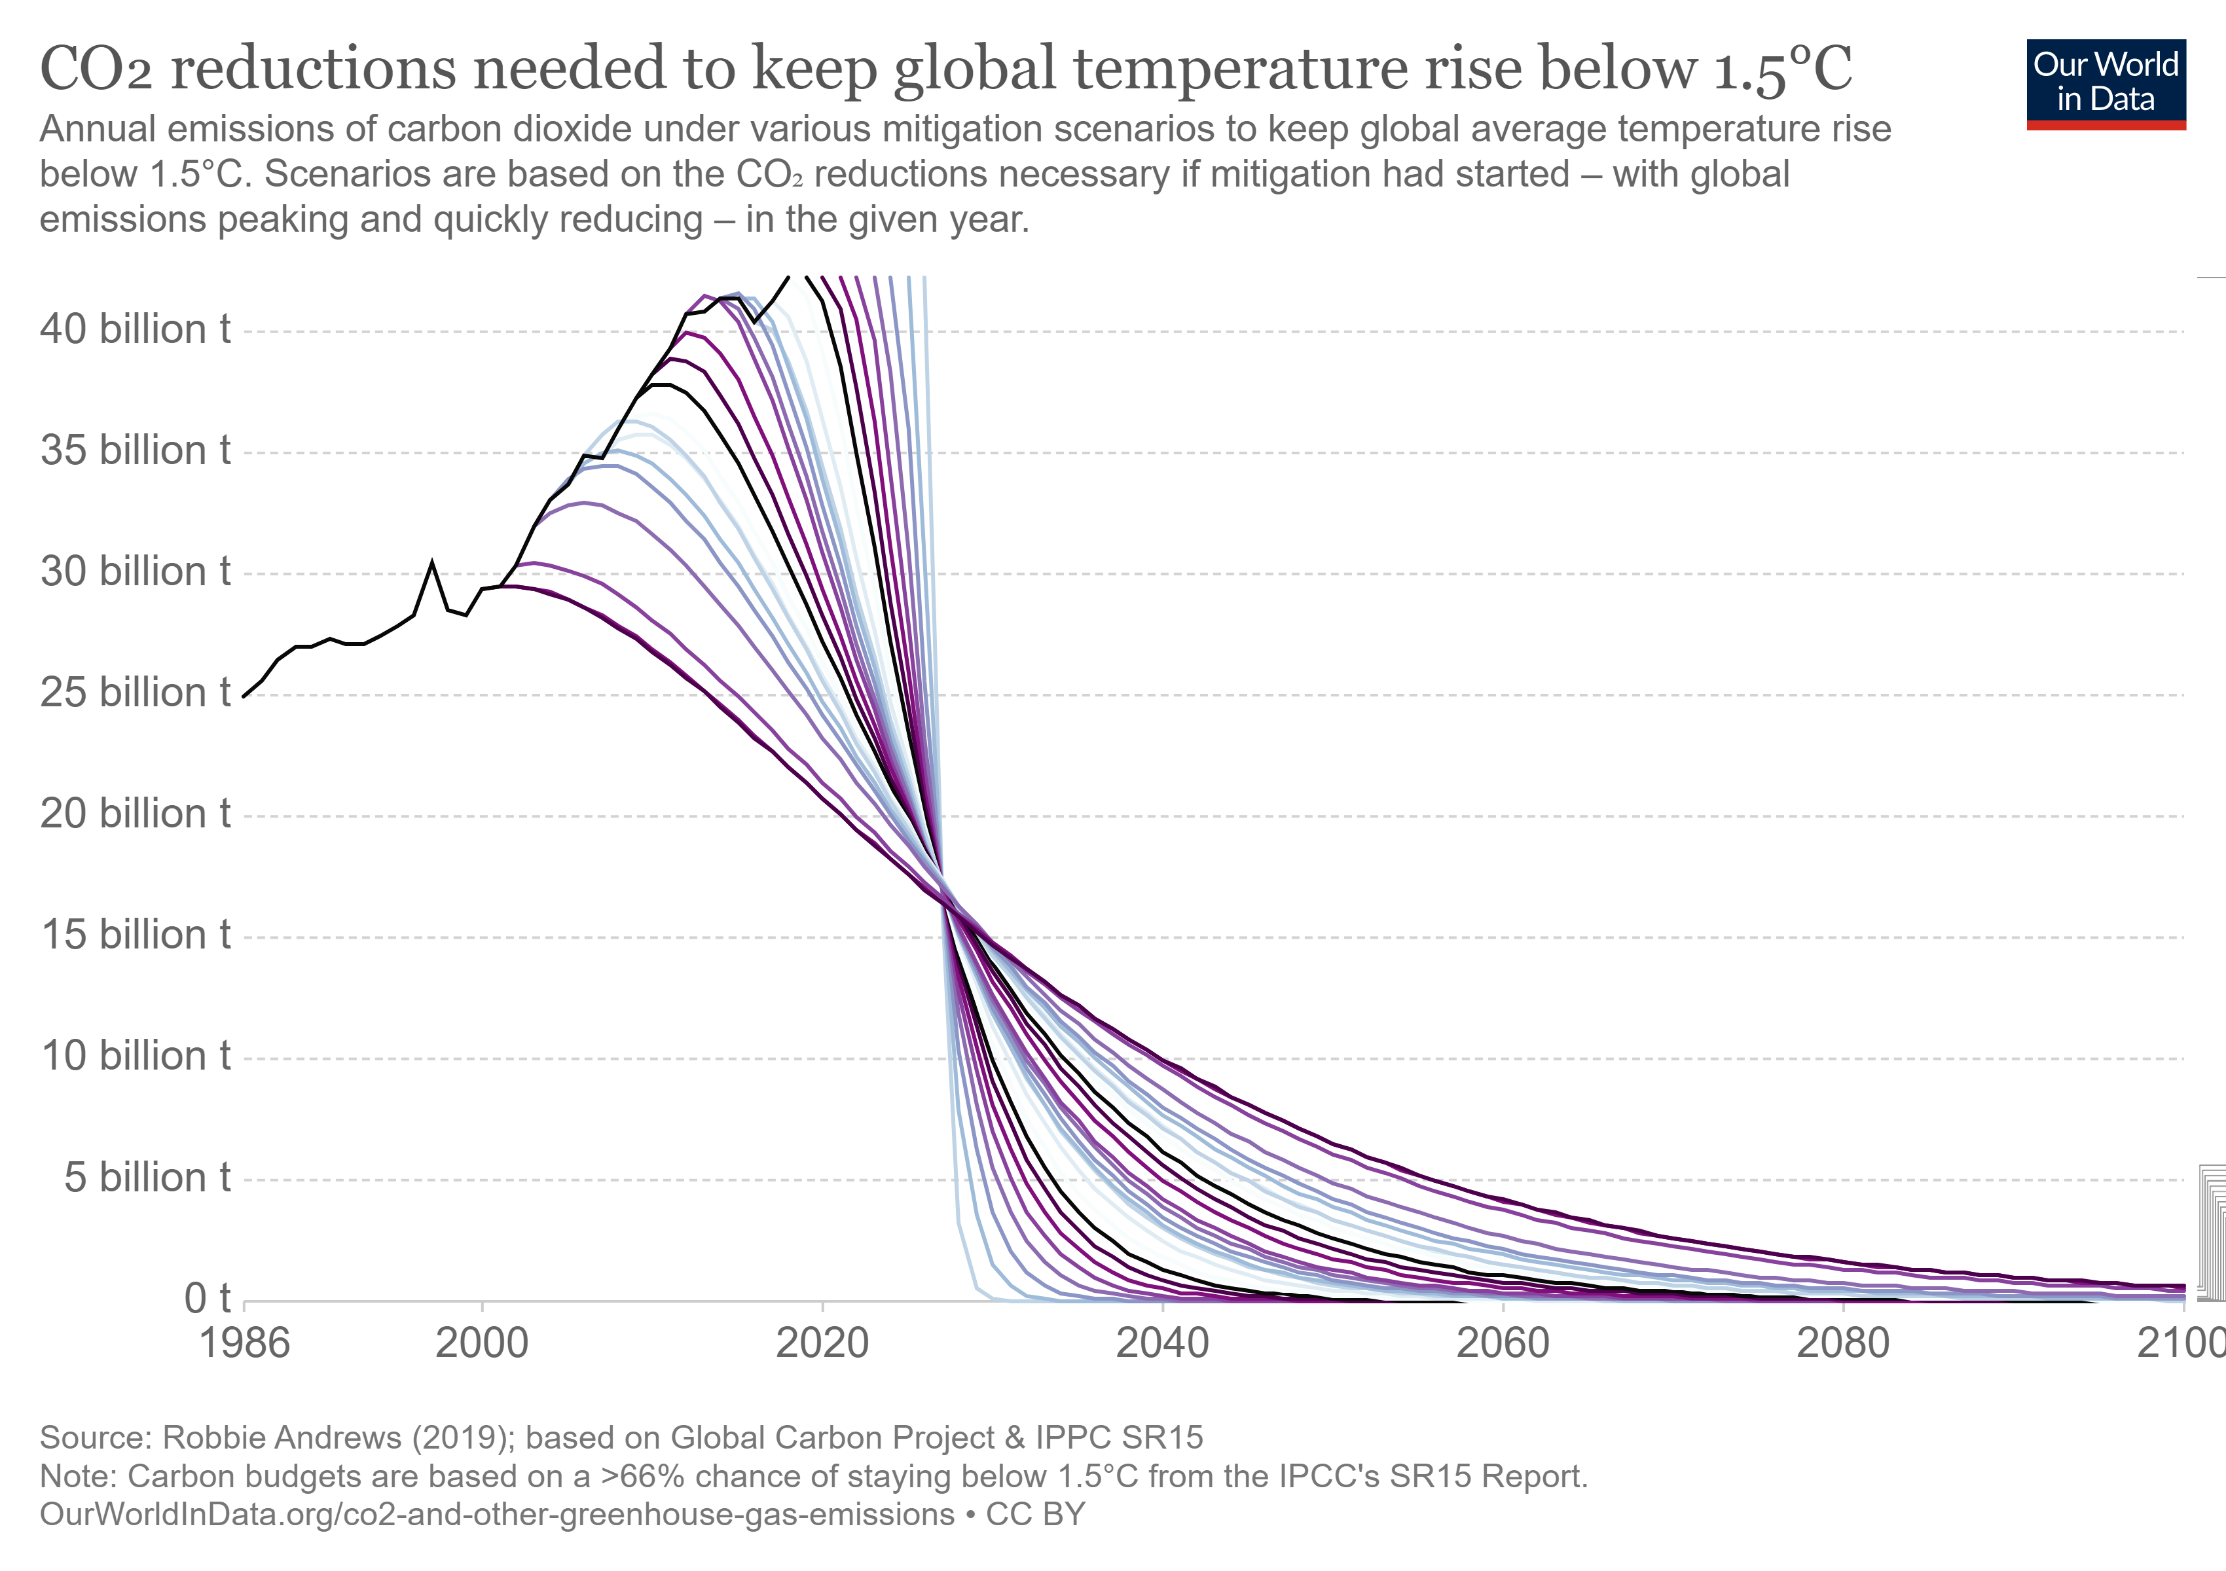 CO2 reductions needed to keep global temperature rise below 1.5°C
Our World
in Data
Annual emissions of carbon dioxide under various mitigation scenarios to keep global average temperature rise
below 1.5°C. Scenarios are based on the CO₂ reductions necessary if mitigation had started – with global
emissions peaking and quickly reducing – in the given year.
40 billion t
35 billion t
30 billion t
25 billion t
20 billion t
15 billion t
10 billion t
5 billion t
0 t
1986 2000 2020 2040 2060 2080 2100
Source: Robbie Andrews (2019); based on Global Carbon Project & IPPC SR15
Note: Carbon budgets are based on a >66% chance of staying below 1.5°C from the IPCC's SR15 Report.
OurWorldInData.org/co2-and-other-greenhouse-gas-emissions • CC BY